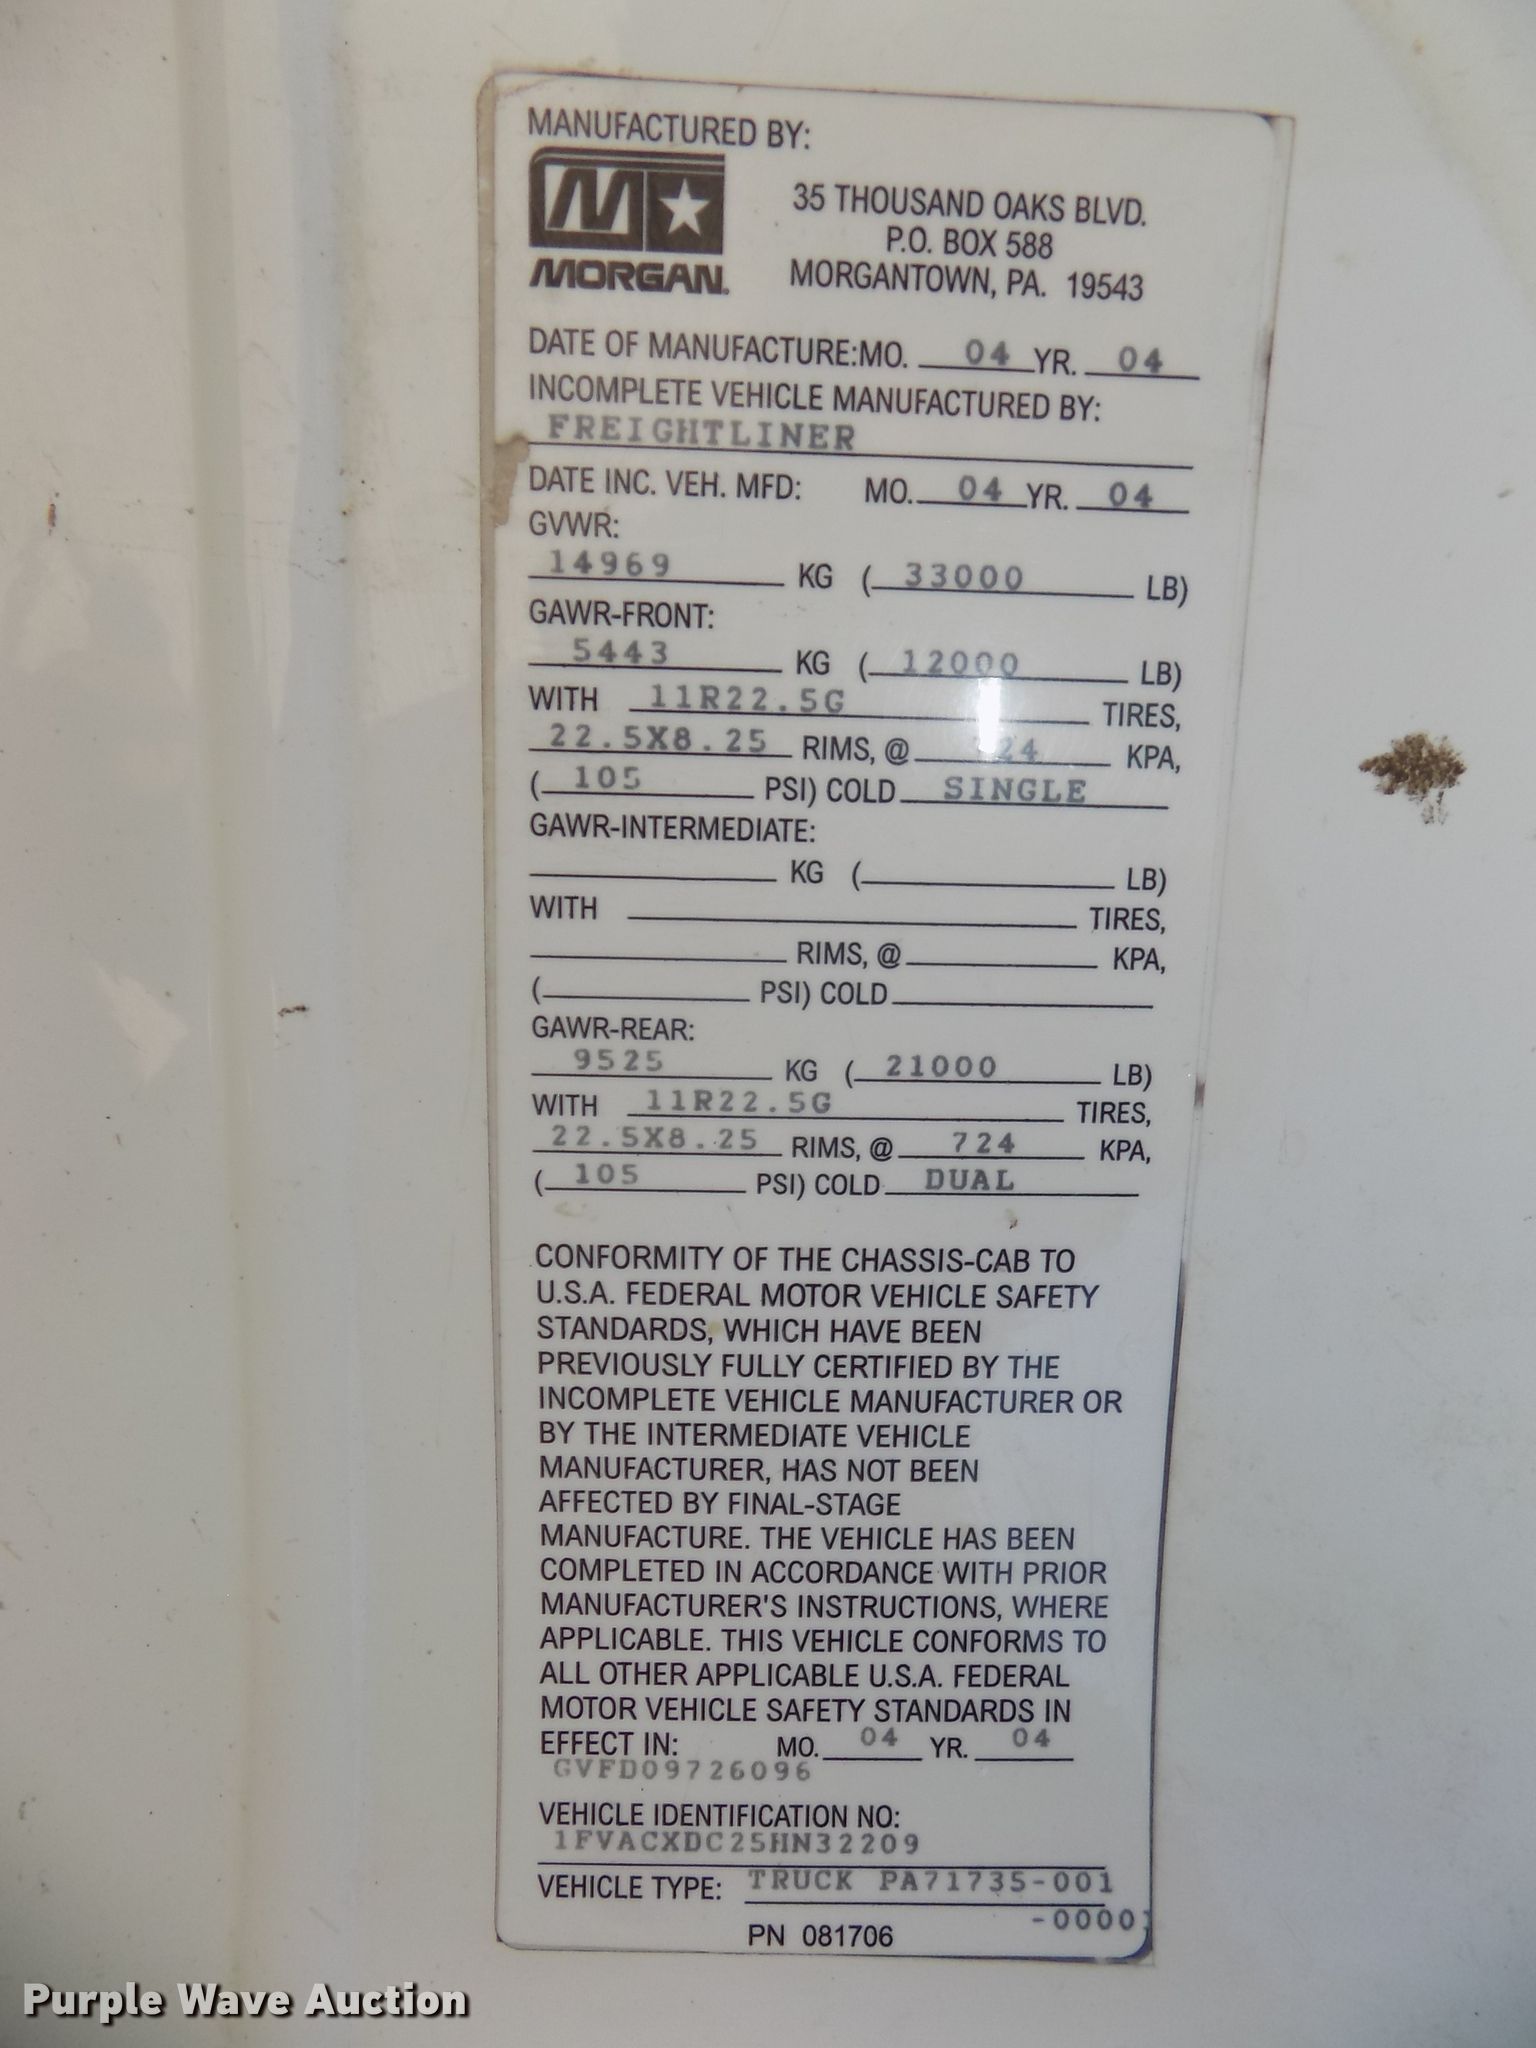 MANUFACTURED BY:
M
MORGAN.
35 THOUSAND OAKS BLVD.
P.O. BOX 588
MORGANTOWN, PA. 19543
DATE OF MANUFACTURE:MO. 04 YR. 04
INCOMPLETE VEHICLE MANUFACTURED BY:
FREIGHTLINER
DATE INC. VEH. MFD: MO. 04 YR. 04
GVWR:
14969 KG (33000 LB)
GAWR-FRONT:
5443 KG (12000 LB)
WITH 11R22.5G TIRES,
22.5X8.25 RIMS, @ KPA,
(105 PSI) COLD SINGLE
GAWR-INTERMEDIATE:
KG ( LB)
WITH TIRES,
RIMS, @ KPA,
( PSI) COLD
GAWR-REAR:
9525 KG (21000 LB)
WITH 11R22.5G TIRES,
22.5X8.25 RIMS, @ 724 KPA,
(105 PSI) COLD DUAL
CONFORMITY OF THE CHASSIS-CAB TO
U.S.A. FEDERAL MOTOR VEHICLE SAFETY
STANDARDS, WHICH HAVE BEEN
PREVIOUSLY FULLY CERTIFIED BY THE
INCOMPLETE VEHICLE MANUFACTURER OR
BY THE INTERMEDIATE VEHICLE
MANUFACTURER, HAS NOT BEEN
AFFECTED BY FINAL-STAGE
MANUFACTURE. THE VEHICLE HAS BEEN
COMPLETED IN ACCORDANCE WITH PRIOR
MANUFACTURER'S INSTRUCTIONS, WHERE
APPLICABLE. THIS VEHICLE CONFORMS TO
ALL OTHER APPLICABLE U.S.A. FEDERAL
MOTOR VEHICLE SAFETY STANDARDS IN
EFFECT IN: MO. 04 YR. 04
GVFD09726096
VEHICLE IDENTIFICATION NO:
1FVACXDC25HN32209
VEHICLE TYPE: TRUCK PA71735-001
PN 081706
Purple Wave Auction